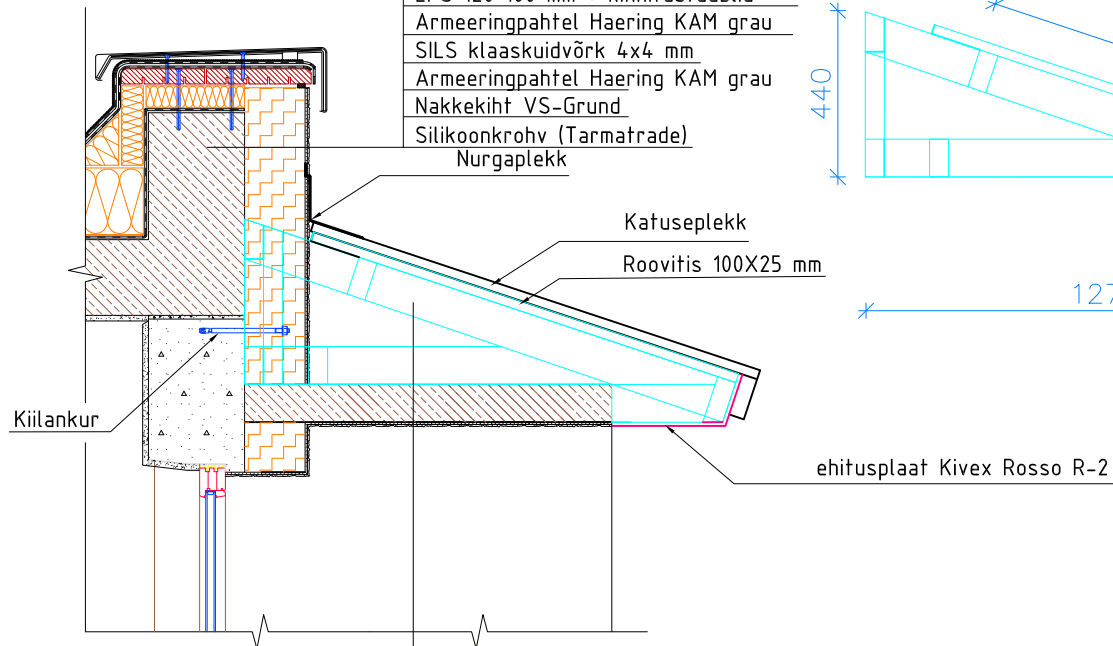 Armeeringpahtel Haering KAM grau
SILS klaaskuidvõrk 4x4 mm
Armeeringpahtel Haering KAM grau
Nakkekiht VS-Grund
Silikoonkrohv (Tarmatrade)
Nurgaplekk
Katuseplekk
Roovitis 100X25 mm
Kiilankur
ehitusplaat Kivex Rosso R-2
440
127